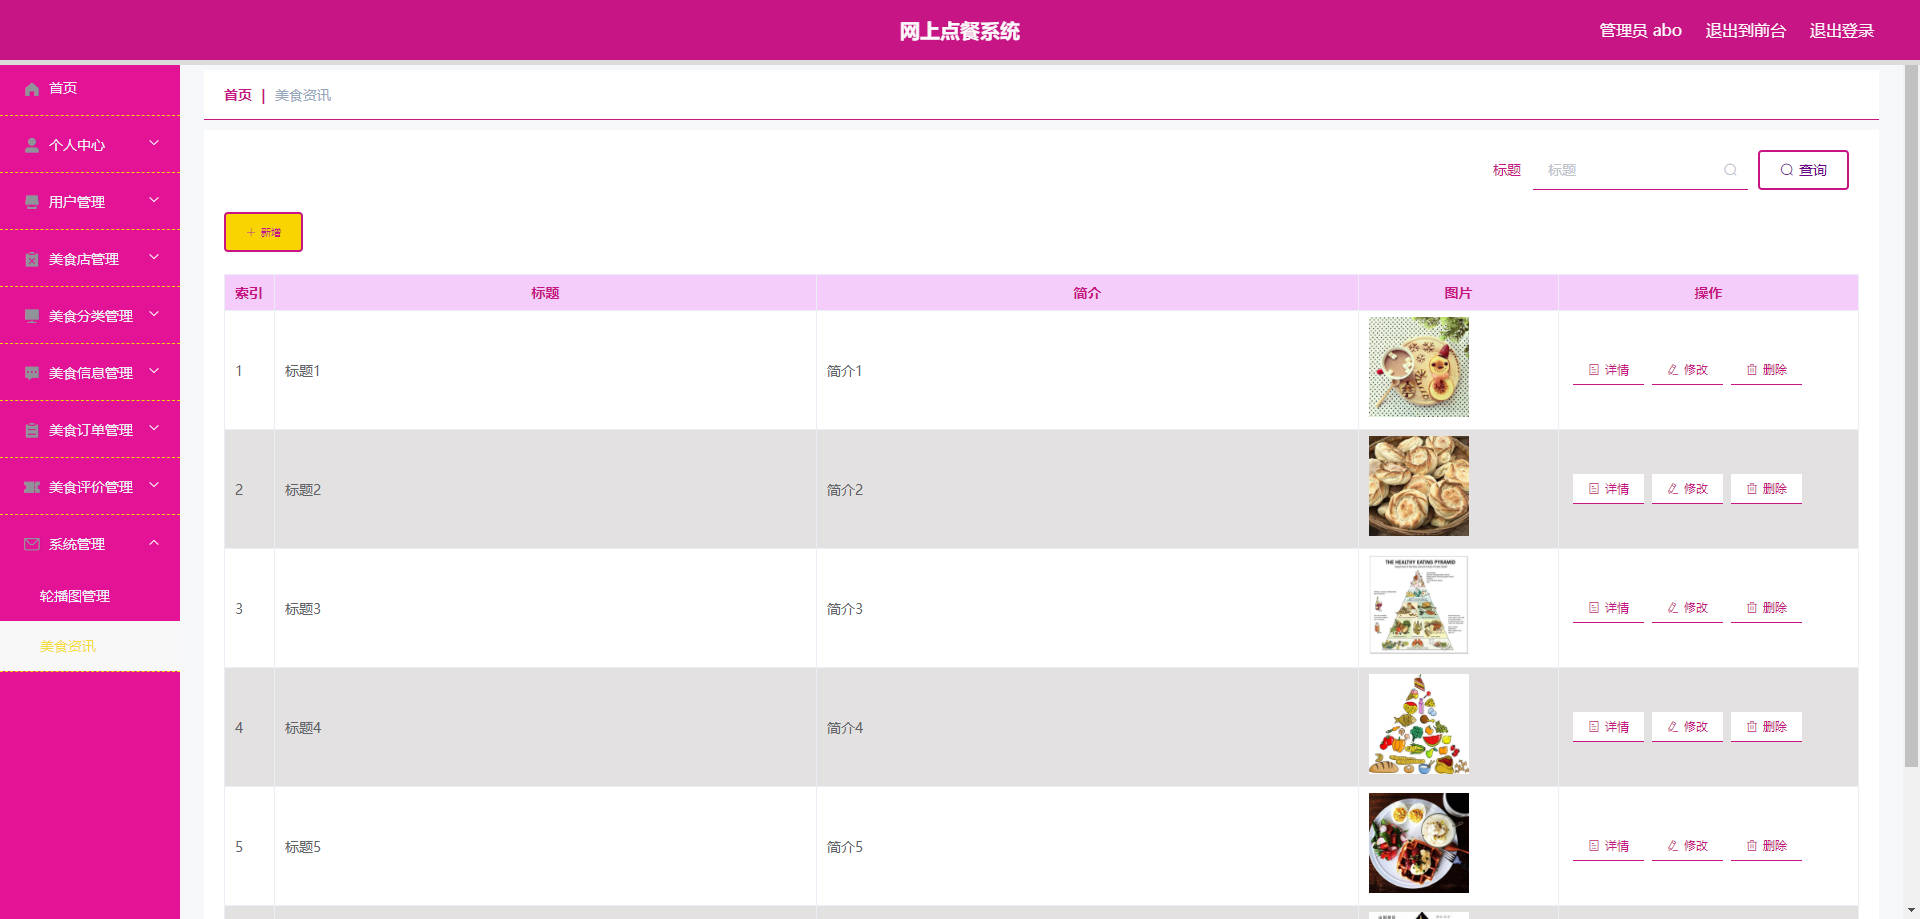 网上点餐系统
管理员 abo 退出到前台 退出登录
首页
个人中心
用户管理
美食店管理
美食分类管理
美食信息管理
美食订单管理
美食评价管理
系统管理
轮播图管理
美食资讯
首页 | 美食资讯
标题 标题 查询
新增
索引 标题 简介 图片 操作
1 标题1 简介1 详情 修改 删除
2 标题2 简介2 详情 修改 删除
THE HEALTHY EATING PYRAMID
3 标题3 简介3 详情 修改 删除
4 标题4 简介4 详情 修改 删除
5 标题5 简介5 详情 修改 删除